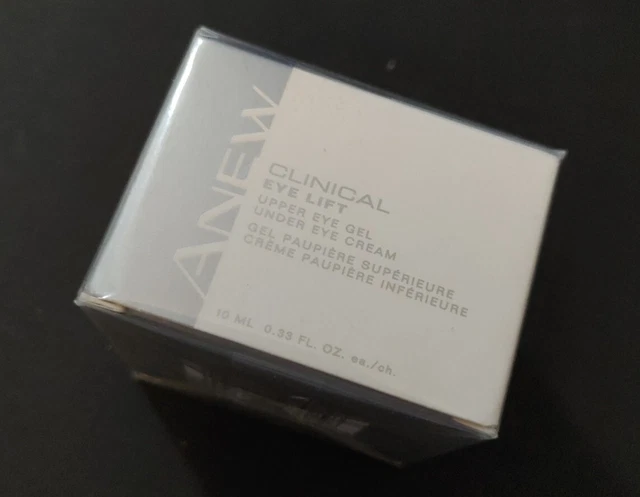 ANEW
CLINICAL
EYE LIFT
UPPER EYE GEL
UNDER EYE CREAM
GEL PAUPIÈRE SUPÉRIEURE
CRÈME PAUPIÈRE INFÉRIEURE
10 ML 0.33 FL. OZ. ea./ch.